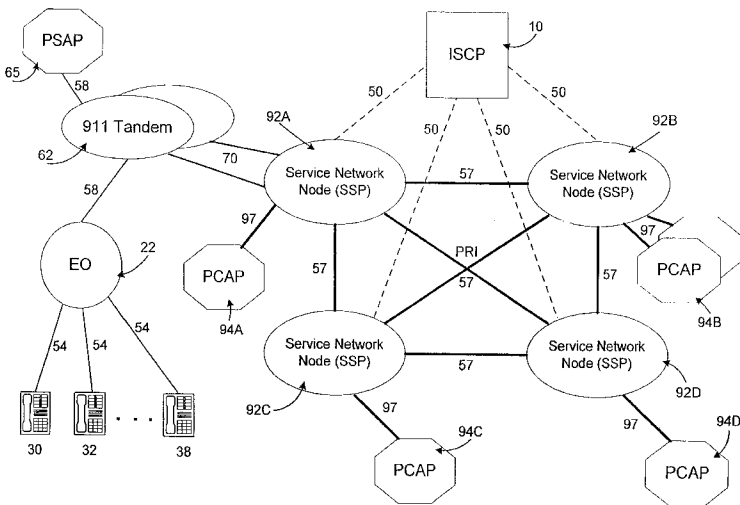 10
PSAP
ISCP
65
58
50
50
50
50
92A
92B
911 Tandem
62
70
Service Network
Node (SSP)
57
Service Network
Node (SSP)
58
97
97
EO
22
PCAP
57
PRI
57
57
PCAP
94A
94B
54
54
54
Service Network
Node (SSP)
57
Service Network
Node (SSP)
92C
97
92D
97
94C
94D
30
32
38
PCAP
PCAP